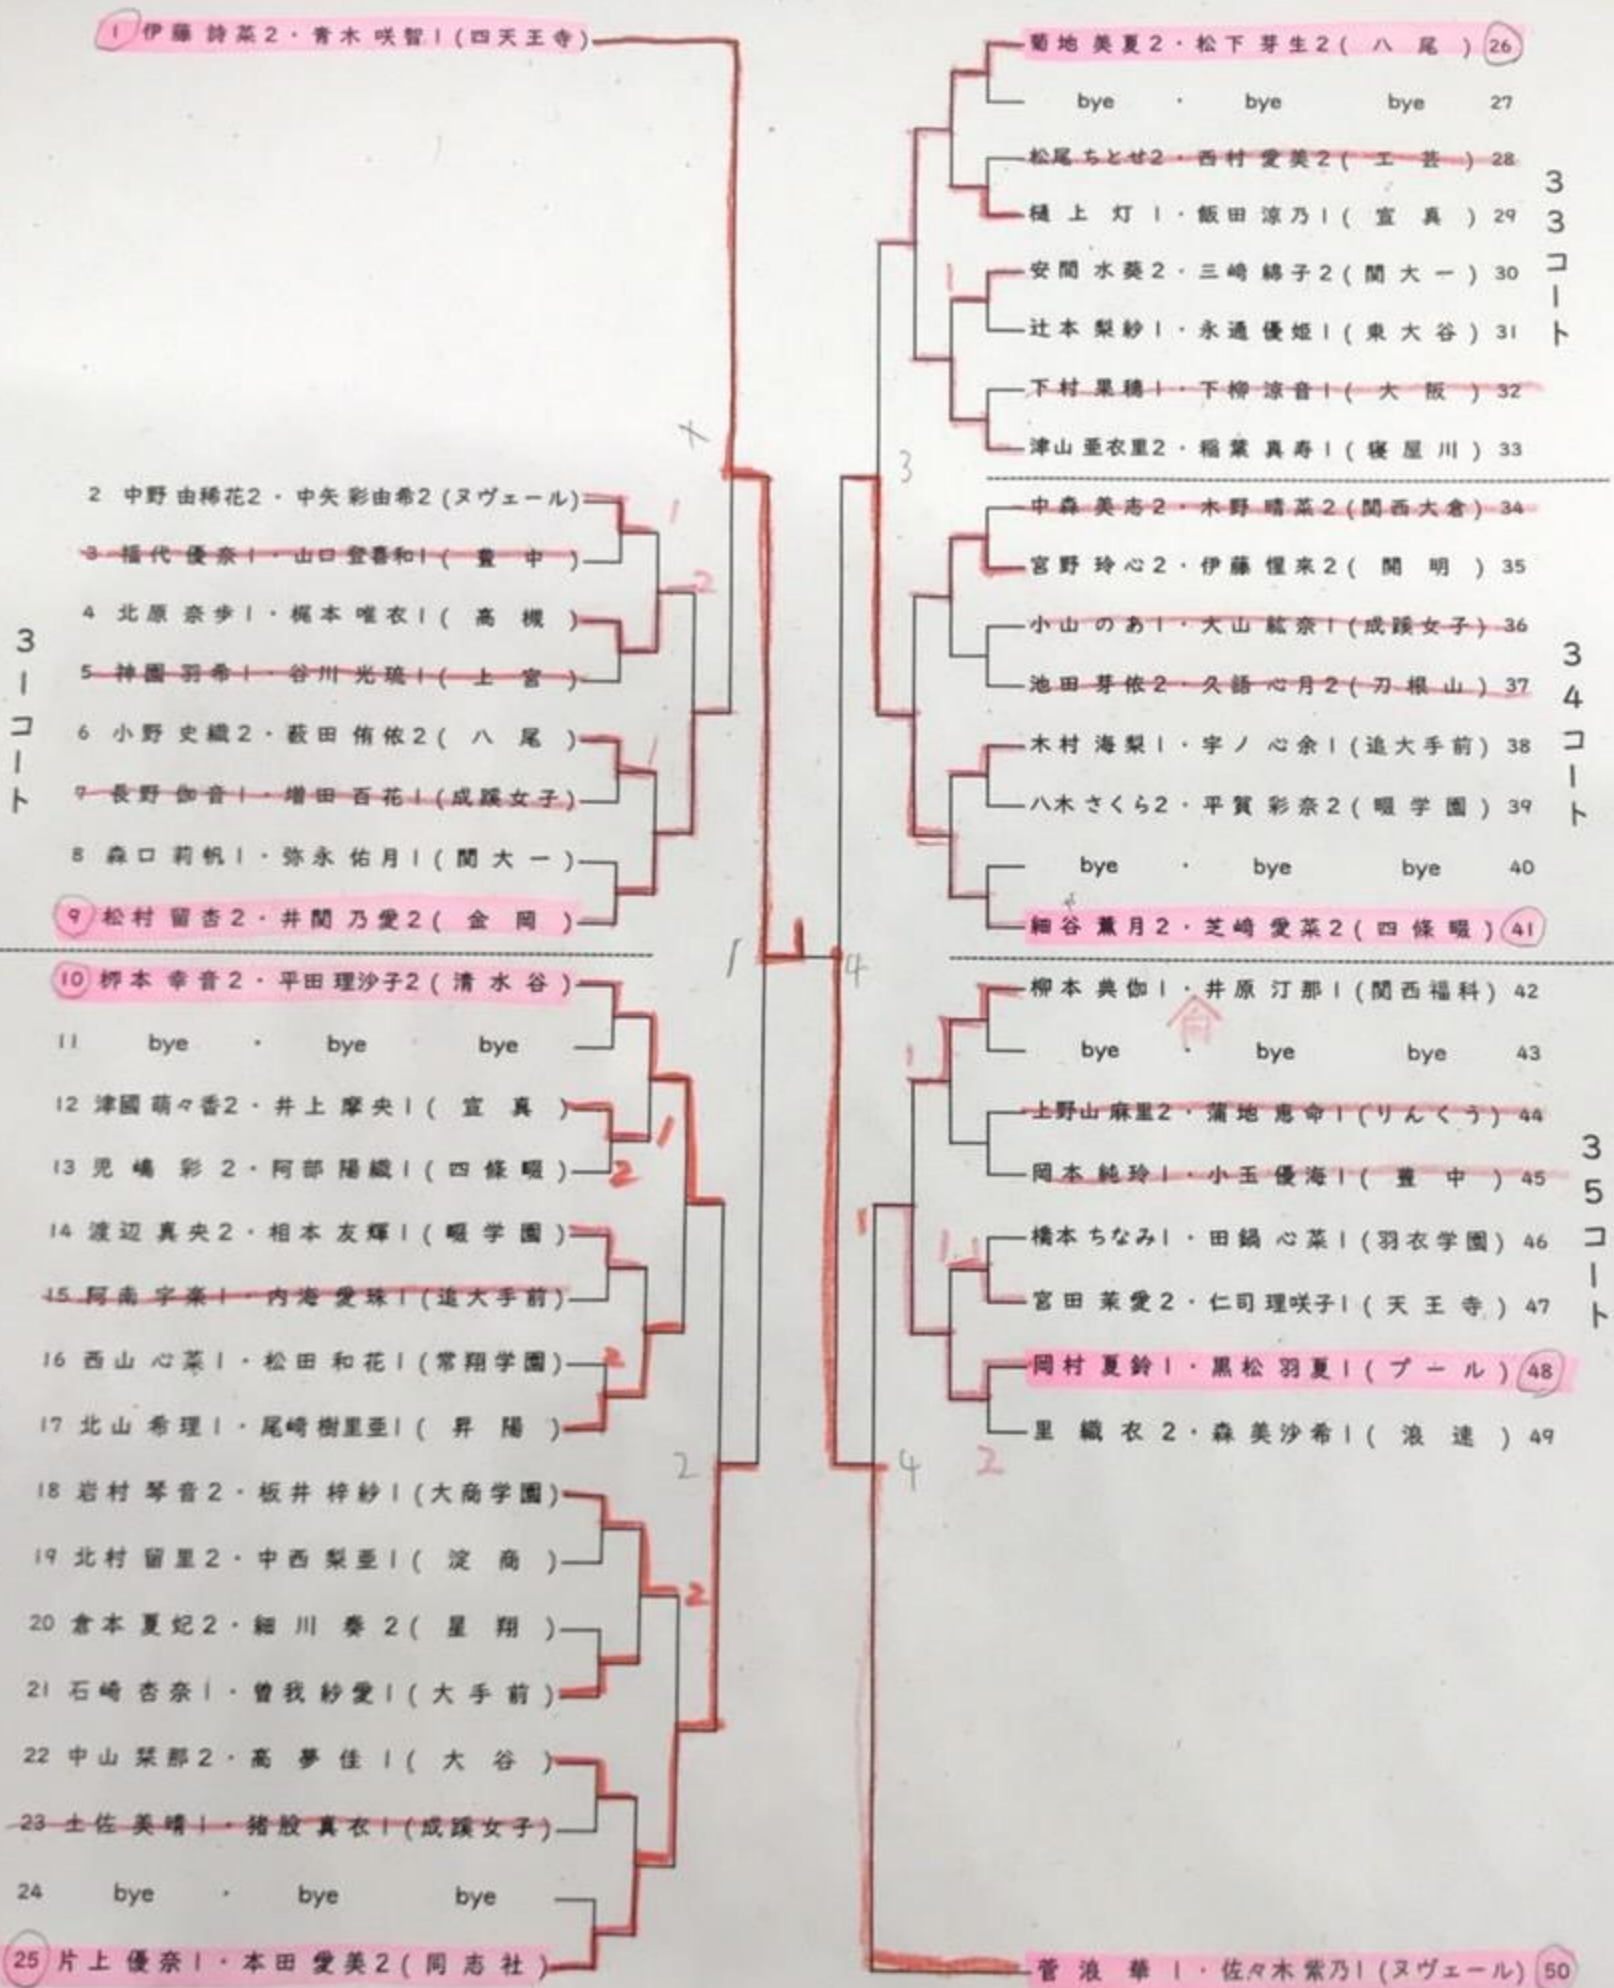 1 伊藤 詩菜2・青木 咲智1(四天王寺)
2 中野 由稀花2・中矢 彩由希2(ヌヴェール)
1
3 福代 優奈1・山口 登喜和1(豊中)
2
4 北原 奈歩1・梶本 唯衣1(高槻)
5 神園 羽希1・谷川 光琉1(上宮)
6 小野 史織2・薮田 侑依2(八尾)
1
7 長野 伽音1・増田 百花1(成蹊女子)
8 森口 莉帆1・弥永 佑月1(関大一)
9 松村 留杏2・井関 乃愛2(金岡)
31コート
10 栁本 幸音2・平田 理沙子2(清水谷)
1
11 bye ・ bye bye
12 津國 萌々香2・井上 摩央1(宣真)
1
13 児嶋 彩2・阿部 陽織1(四條畷)
2
14 渡辺 真央2・相本 友輝1(畷学園)
15 阿南 宇楽1・内海 愛珠1(追大手前)
16 西山 心菜1・松田 和花1(常翔学園)
2
17 北山 希理1・尾崎 樹里亜1(昇陽)
2
18 岩村 琴音2・板井 梓紗1(大商学園)
19 北村 留里2・中西 梨亜1(淀商)
2
20 倉本 夏妃2・細川 奏2(星翔)
21 石崎 杏奈1・曽我 紗愛1(大手前)
22 中山 栞那2・高 夢佳1(大谷)
23 土佐 美晴1・猪股 真衣1(成蹊女子)
24 bye ・ bye bye
25 片上 優奈1・本田 愛美2(同志社)
菊地 美夏2・松下 芽生2(八尾) 26
bye ・ bye bye 27
松尾 ちとせ2・西村 愛美2(工芸) 28
樋上 灯1・飯田 涼乃1(宣真) 29
安間 水葵2・三崎 綿子2(関大一) 30
1
辻本 梨紗1・永通 優姫1(東大谷) 31
下村 果穂1・下柳 涼音1(大阪) 32
津山 亜衣里2・稲葉 真寿1(寝屋川) 33
33コート
3
中森 美志2・木野 晴菜2(関西大倉) 34
宮野 玲心2・伊藤 惺来2(開明) 35
小山 のあ1・大山 紘奈1(成蹊女子) 36
池田 芽依2・久語 心月2(刀根山) 37
木村 海梨1・宇ノ 心余1(追大手前) 38
八木 さくら2・平賀 彩奈2(畷学園) 39
bye ・ bye bye 40
細谷 薫月2・芝崎 愛菜2(四條畷) 41
34コート
4
柳本 典伽1・井原 汀那1(関西福科) 42
bye ・ bye bye 43
1
上野山 麻里2・蒲地 恵命1(りんくう) 44
岡本 純玲1・小玉 優海1(豊中) 45
1
橋本 ちなみ1・田鍋 心菜1(羽衣学園) 46
1 1
宮田 茉愛2・仁司 理咲子1(天王寺) 47
岡村 夏鈴1・黒松 羽夏1(プール) 48
里 織衣2・森 美沙希1(浪速) 49
35コート
4
2
菅 浪華1・佐々木 紫乃1(ヌヴェール) 50